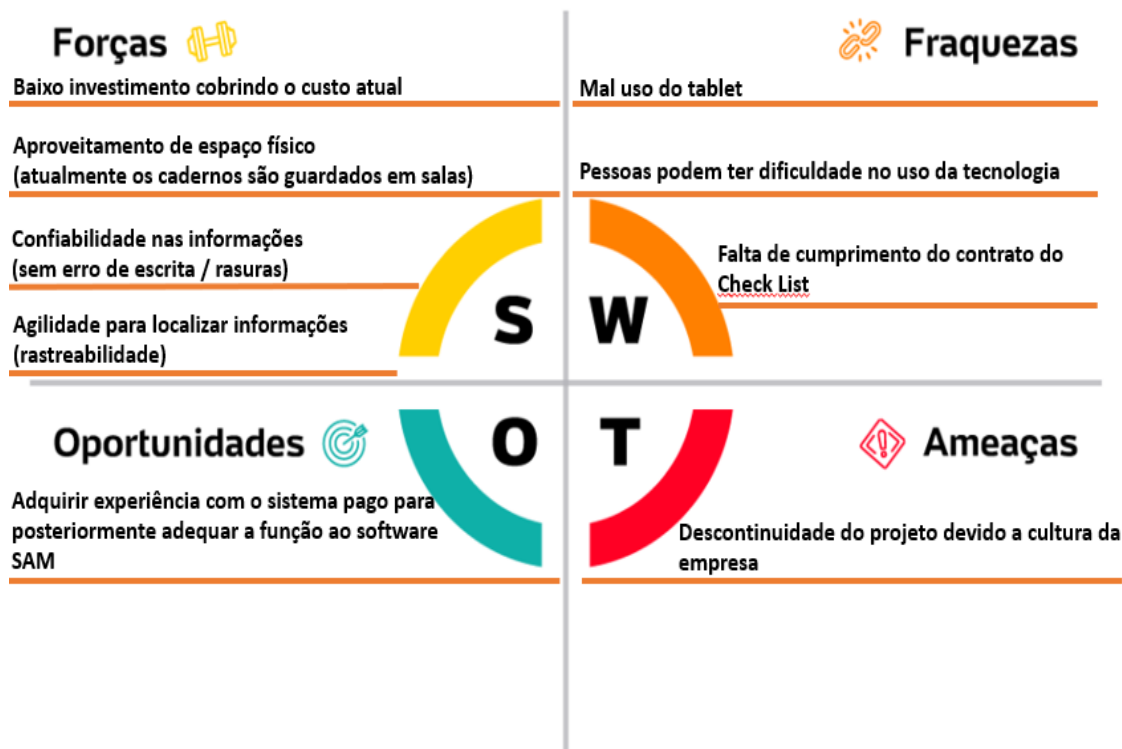 Forças
Baixo investimento cobrindo o custo atual
Aproveitamento de espaço físico
(atualmente os cadernos são guardados em salas)
Confiabilidade nas informações
(sem erro de escrita / rasuras)
Agilidade para localizar informações
(rastreabilidade)
Fraquezas
Mal uso do tablet
Pessoas podem ter dificuldade no uso da tecnologia
Falta de cumprimento do contrato do
Check List
S W
O T
Oportunidades
Adquirir experiência com o sistema pago para
posteriormente adequar a função ao software
SAM
Ameaças
Descontinuidade do projeto devido a cultura da
empresa